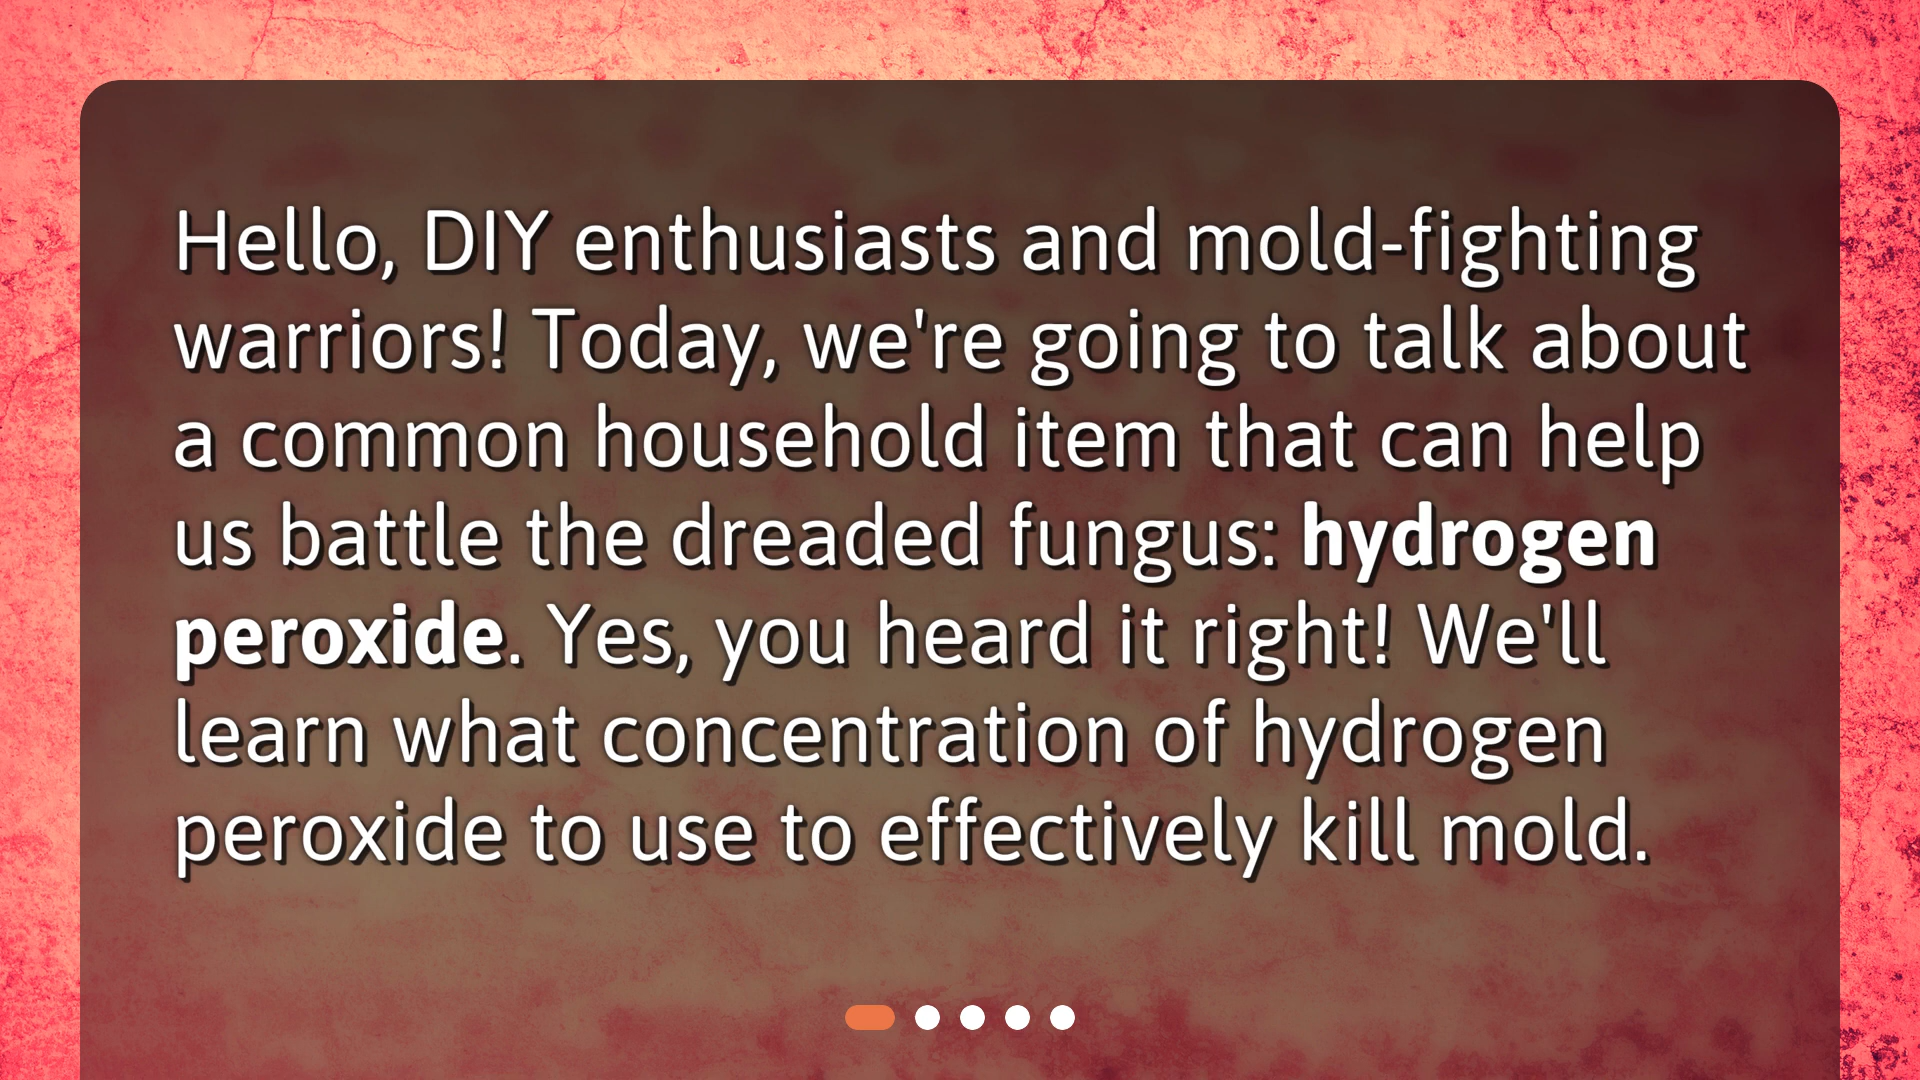 Hello, DIY enthusiasts and mold-fighting
warriors! Today, we're going to talk about
a common household item that can help
us battle the dreaded fungus: hydrogen
peroxide. Yes, you heard it right! We'll
learn what concentration of hydrogen
peroxide to use to effectively kill mold.